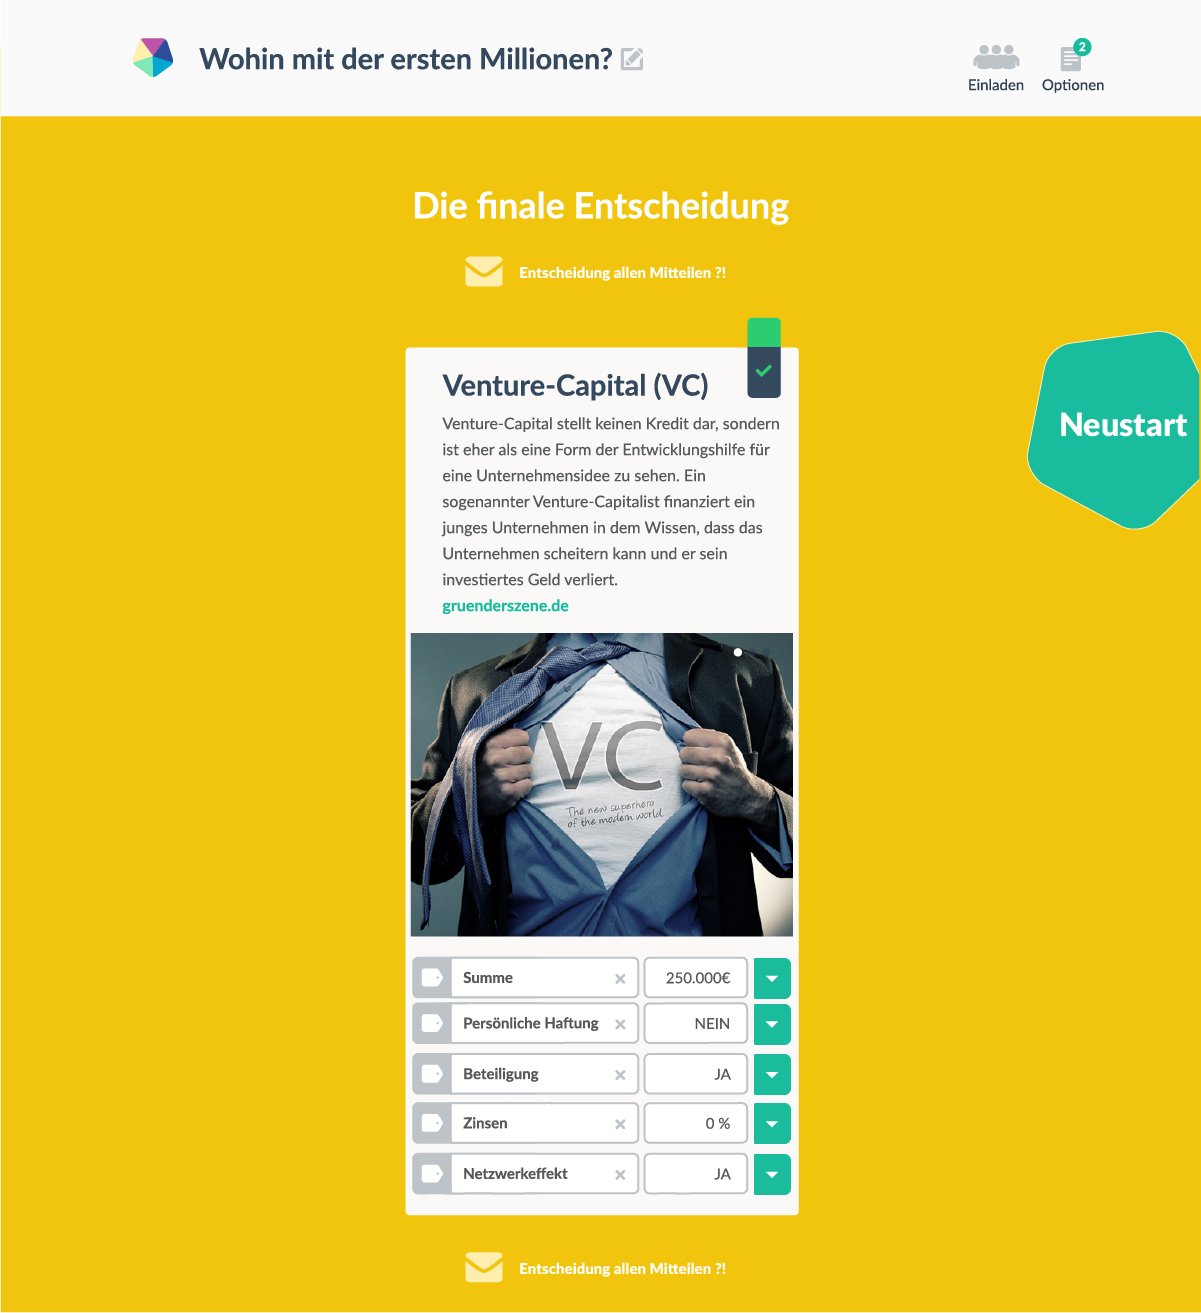 Wohin mit der ersten Millionen?
2
Einladen
Optionen
Die finale Entscheidung
Entscheidung allen Mitteilen ?!
Venture-Capital (VC)
Venture-Capital stellt keinen Kredit dar, sondern
ist eher als eine Form der Entwicklungshilfe für
eine Unternehmensidee zu sehen. Ein
sogenannter Venture-Capitalist finanziert ein
junges Unternehmen in dem Wissen, dass das
Unternehmen scheitern kann und er sein
investiertes Geld verliert.
gruenderszene.de
Neustart
VC
The new superhero
of the modern world.
Summe 250.000€
Persönliche Haftung NEIN
Beteiligung JA
Zinsen 0 %
Netzwerkeffekt JA
Entscheidung allen Mitteilen ?!